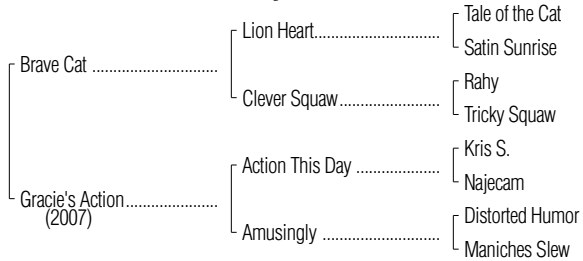 Tale of the Cat
Lion Heart
Satin Sunrise
Brave Cat
Rahy
Clever Squaw
Tricky Squaw
Kris S.
Action This Day
Najecam
Gracie's Action
(2007)
Distorted Humor
Amusingly
Maniches Slew